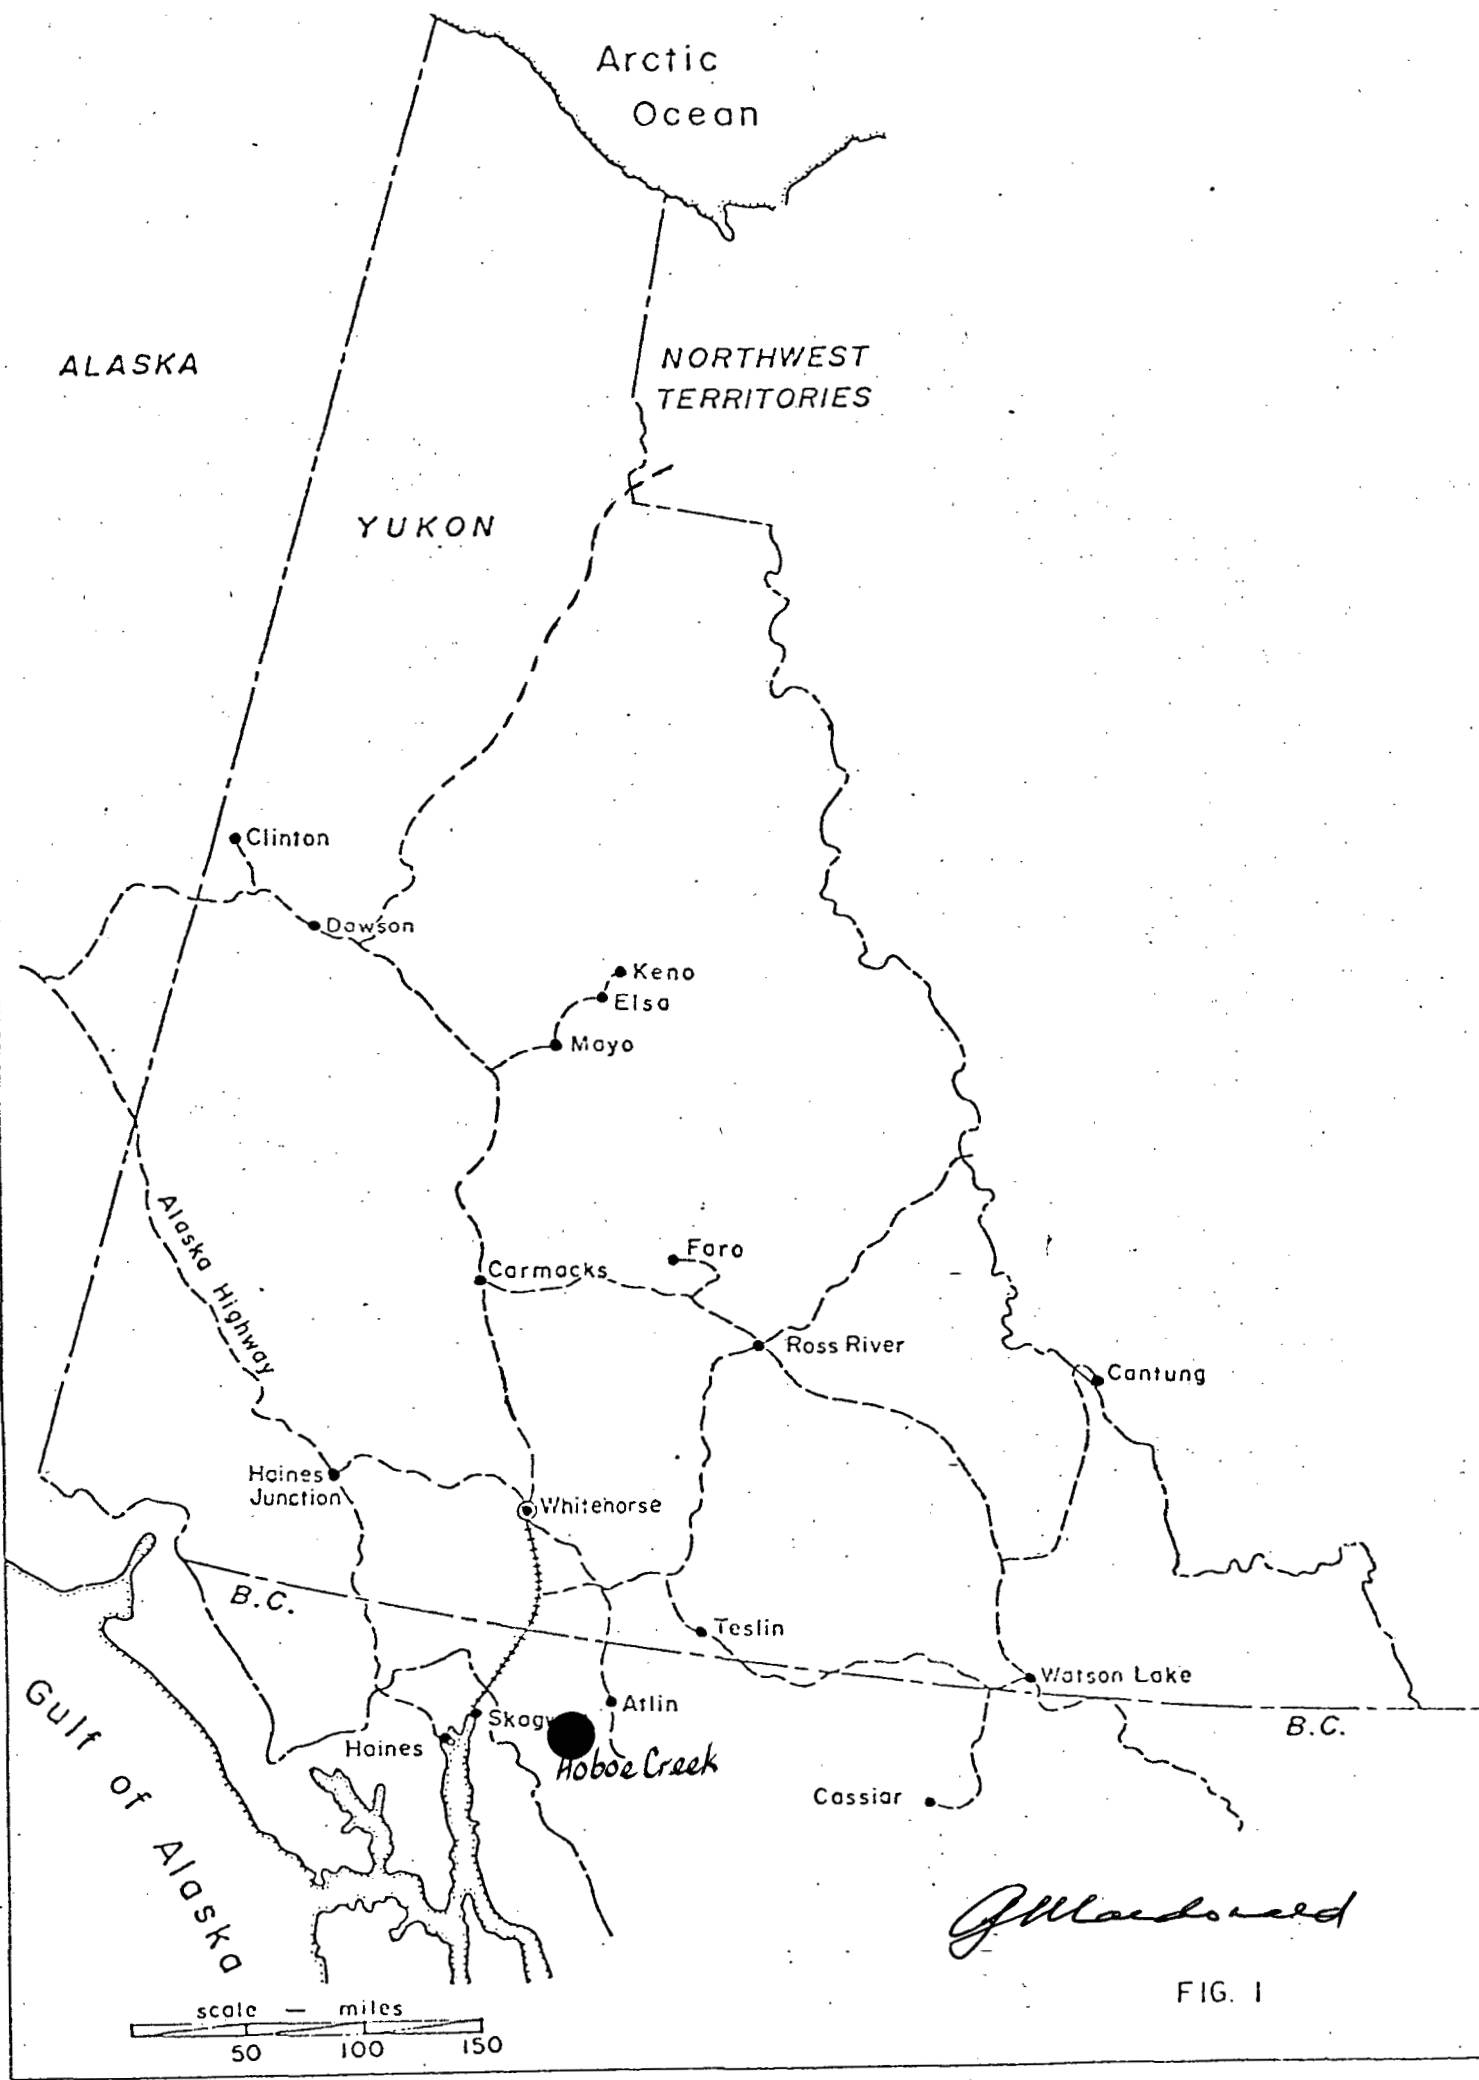 Arctic
Ocean
ALASKA
NORTHWEST
TERRITORIES
YUKON
Clinton
Dawson
Keno
Elsa
Mayo
Alaska Highway
Faro
Carmacks
Ross River
Cantung
Haines
Junction
Whitehorse
B.C.
Teslin
Watson Lake
Atlin
B.C.
Haines
Hoboe Creek
Cassiar
Gulf of Alaska
FIG. 1
scale — miles
50 100 150